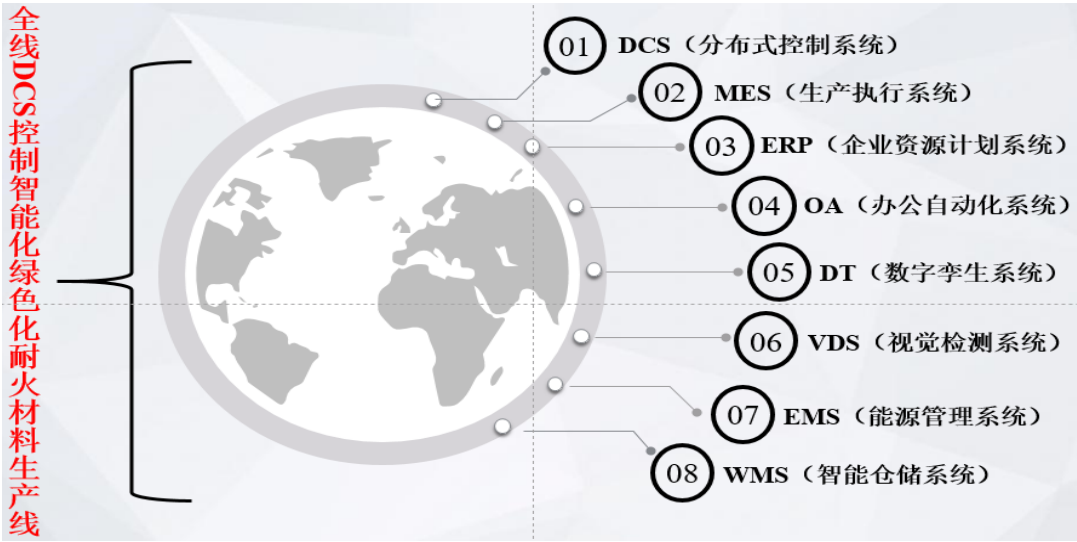 全线DCS控制智能化绿色化耐火材料生产线
01 DCS（分布式控制系统）
02 MES（生产执行系统）
03 ERP（企业资源计划系统）
04 OA（办公自动化系统）
05 DT（数字孪生系统）
06 VDS（视觉检测系统）
07 EMS（能源管理系统）
08 WMS（智能仓储系统）